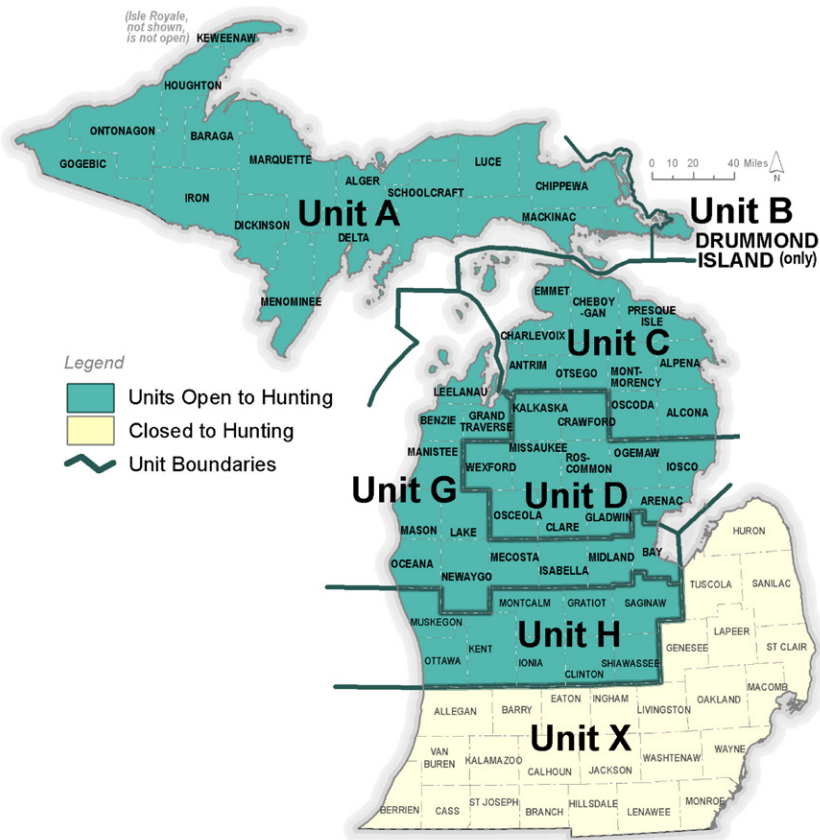 (Isle Royale,
not shown,
is not open)
KEWEENAW
HOUGHTON
ONTONAGON
BARAGA
GOGEBIC
MARQUETTE
LUCE
ALGER
SCHOOLCRAFT
CHIPPEWA
IRON
MACKINAC
DICKINSON
Unit A
DELTA
MENOMINEE
0 10 20 40 Miles
N
Unit B
DRUMMOND
ISLAND (only)
EMMET
CHEBOY
-GAN
PRESQUE
ISLE
CHARLEVOIX
Unit C
ANTRIM
OTSEGO
MONT-
MORENCY
ALPENA
Legend
Units Open to Hunting
Closed to Hunting
Unit Boundaries
LEELANAU
BENZIE
GRAND
TRAVERSE
KALKASKA
CRAWFORD
OSCODA
ALCONA
MANISTEE
WEXFORD
MISSAUKEE
ROS-
COMMON
OGEMAW
IOSCO
Unit G
Unit D
ARENAC
MASON
LAKE
OSCEOLA
CLARE
GLADWIN
HURON
OCEANA
NEWAYGO
MECOSTA
ISABELLA
MIDLAND
BAY
TUSCOLA
SANILAC
MUSKEGON
MONTCALM
GRATIOT
SAGINAW
Unit H
GENESEE
LAPEER
ST CLAIR
OTTAWA
KENT
IONIA
CLINTON
SHIAWASSEE
ALLEGAN
BARRY
EATON
INGHAM
LIVINGSTON
OAKLAND
MACOMB
Unit X
VAN
BUREN
KALAMAZOO
CALHOUN
JACKSON
WASHTENAW
WAYNE
BERRIEN
CASS
ST JOSEPH
BRANCH
HILLSDALE
LENAWEE
MONROE